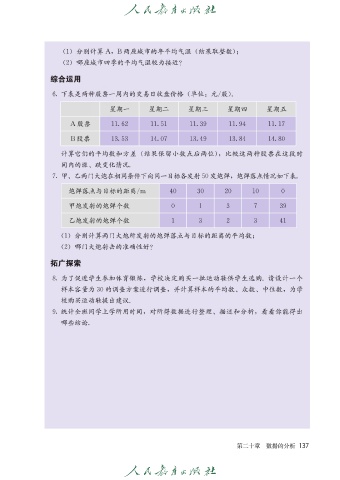 人民教育出版社
(1) 分别计算 A，B 两座城市的年平均气温（结果取整数）；
(2) 哪座城市四季的平均气温较为接近？
综合运用
6. 下表是两种股票一周内的交易日收盘价格（单位：元/股）.
星期一 星期二 星期三 星期四 星期五
A股票 11.62 11.51 11.39 11.94 11.17
B股票 13.53 14.07 13.49 13.84 14.80
计算它们的平均数和方差（结果保留小数点后两位），比较这两种股票在这段时
间内的涨、跌变化情况.
7. 甲、乙两门大炮在相同条件下向同一目标各发射 50 发炮弹，炮弹落点情况如下表.
炮弹落点与目标的距离/m 40 30 20 10 0
甲炮发射的炮弹个数 0 1 3 7 39
乙炮发射的炮弹个数 1 3 2 3 41
(1) 分别计算两门大炮所发射的炮弹落点与目标的距离的平均数；
(2) 哪门大炮射击的准确性好？
拓广探索
8. 为了促进学生参加体育锻炼，学校决定购买一批运动鞋供学生选购. 请设计一个
样本容量为 30 的调查方案进行调查，并计算样本的平均数、众数、中位数，为学
校购买运动鞋提出建议.
9. 统计全班同学上学所用时间，对所得数据进行整理、描述和分析，看看你能得出
哪些结论.
第二十章 数据的分析 137
人民教育出版社